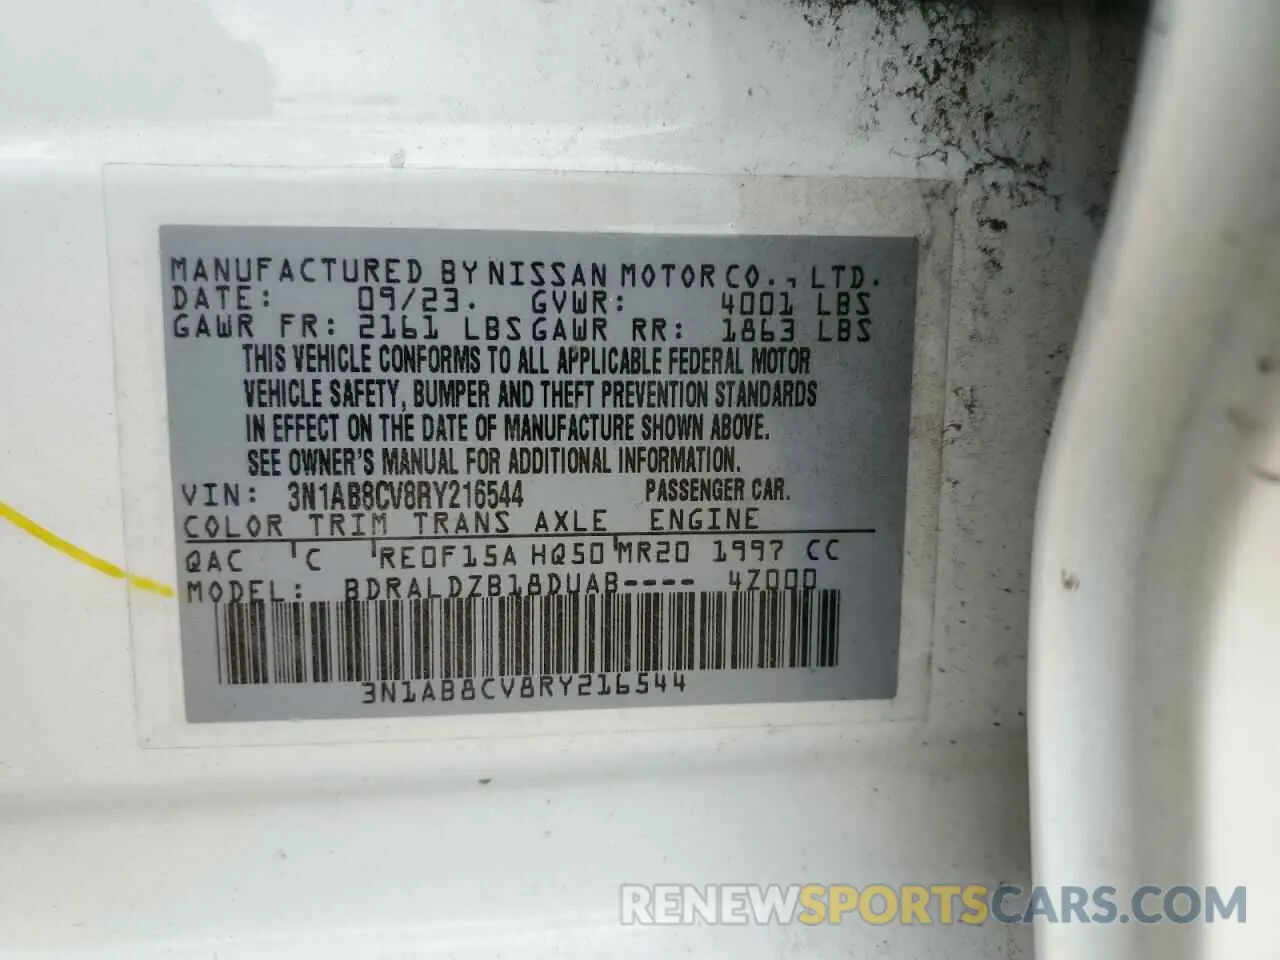 MANUFACTURED BY NISSAN MOTOR CO., LTD.
DATE: 09/23. GVWR: 4001 LBS
GAWR FR: 2161 LBS GAWR RR: 1863 LBS
THIS VEHICLE CONFORMS TO ALL APPLICABLE FEDERAL MOTOR
VEHICLE SAFETY, BUMPER AND THEFT PREVENTION STANDARDS
IN EFFECT ON THE DATE OF MANUFACTURE SHOWN ABOVE.
SEE OWNER'S MANUAL FOR ADDITIONAL INFORMATION.
VIN: 3N1AB8CV8RY216544 PASSENGER CAR.
COLOR TRIM TRANS AXLE ENGINE
QAC C RE0F15A HQ50 MR20 1997 CC
MODEL: BDRALDZB18DUAB---- 4Z000
3N1AB8CV8RY216544
RENEWSPORTSCARS.COM